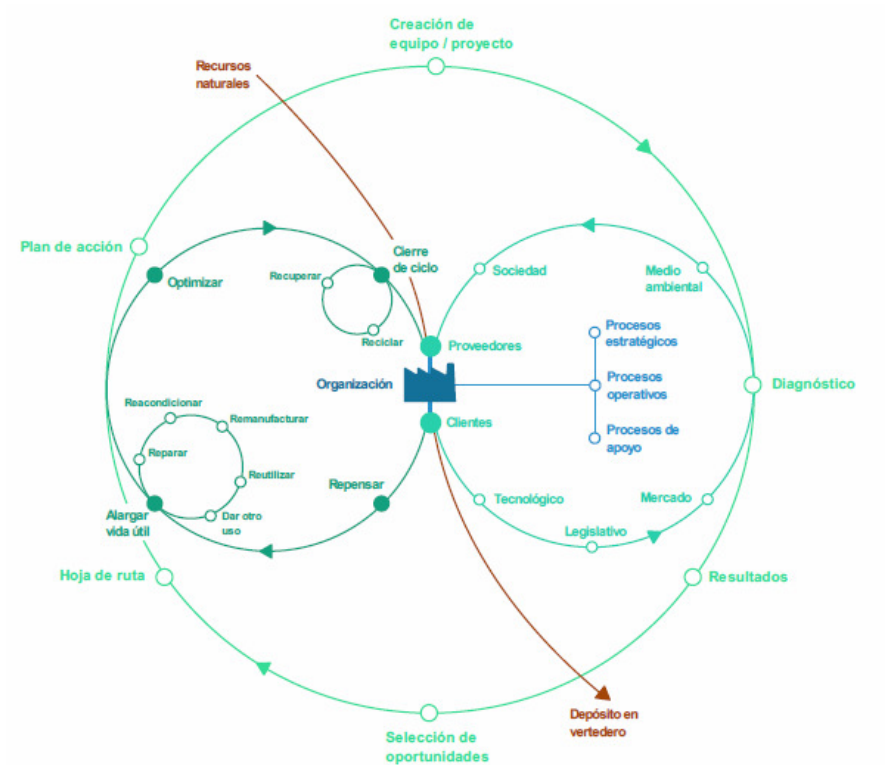 Creación de
equipo / proyecto
Recursos
naturales
Plan de acción
Optimizar
Cierre
de ciclo
Recuperar
Reciclar
Sociedad
Medio
ambiental
Proveedores
Procesos
estratégicos
Organización
Procesos
operativos
Diagnóstico
Clientes
Procesos de
apoyo
Reacondicionar
Remanufacturar
Reparar
Reutilizar
Repensar
Dar otro
uso
Alargar
vida útil
Tecnológico
Mercado
Legislativo
Hoja de ruta
Resultados
Depósito en
vertedero
Selección de
oportunidades